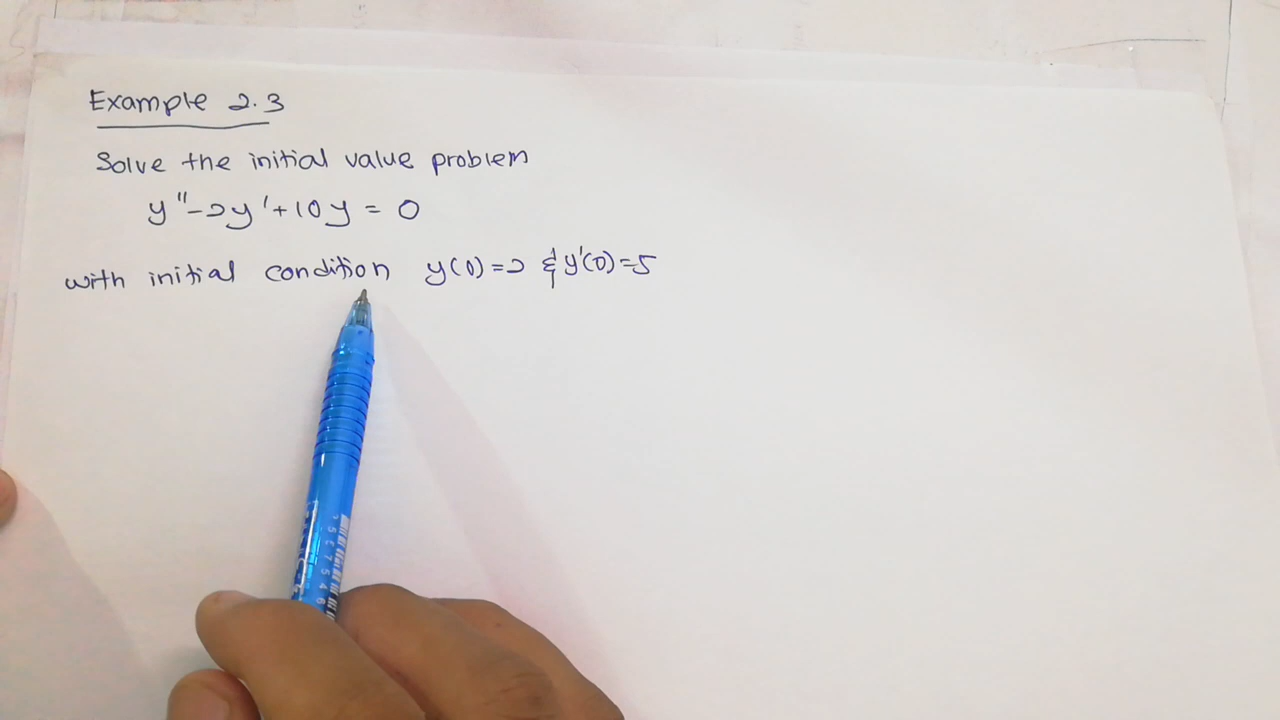 Example 2.3
Solve the initial value problem
y'' - 2y' + 10y = 0
with initial condition y(0) = 2 & y'(0) = 5